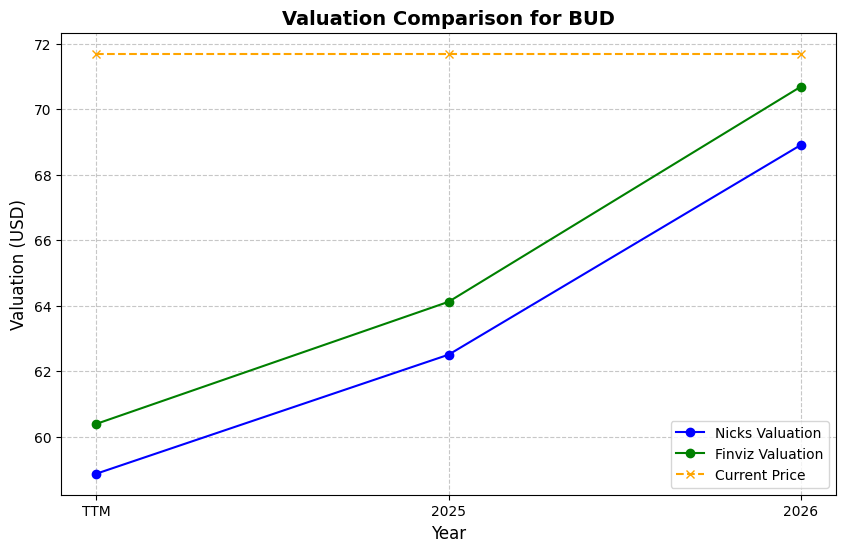 Valuation Comparison for BUD
72
70
68
66
64
62
60
Valuation (USD)
TTM
2025
2026
Year
Nicks Valuation
Finviz Valuation
Current Price